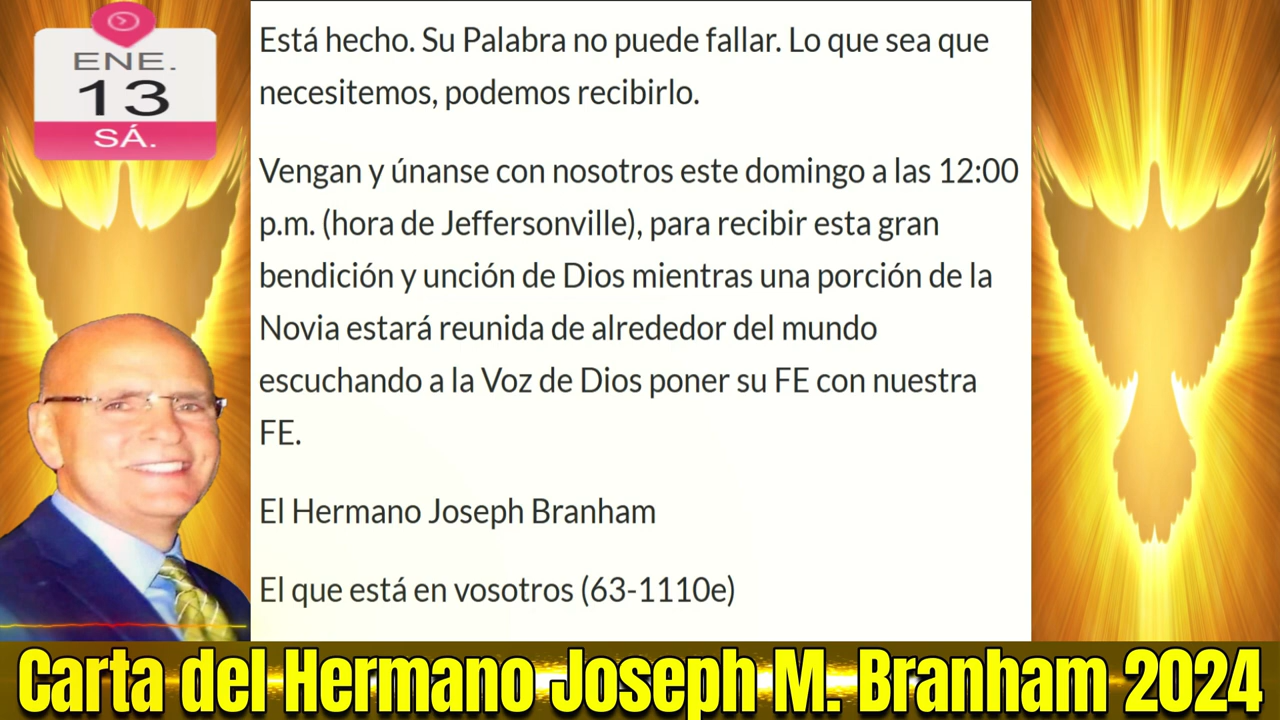 ENE.
13
SÁ.
Está hecho. Su Palabra no puede fallar. Lo que sea que
necesitemos, podemos recibirlo.
Vengan y únanse con nosotros este domingo a las 12:00
p.m. (hora de Jeffersonville), para recibir esta gran
bendición y unción de Dios mientras una porción de la
Novia estará reunida de alrededor del mundo
escuchando a la Voz de Dios poner su FE con nuestra
FE.
El Hermano Joseph Branham
El que está en vosotros (63-1110e)
Carta del Hermano Joseph M. Branham 2024